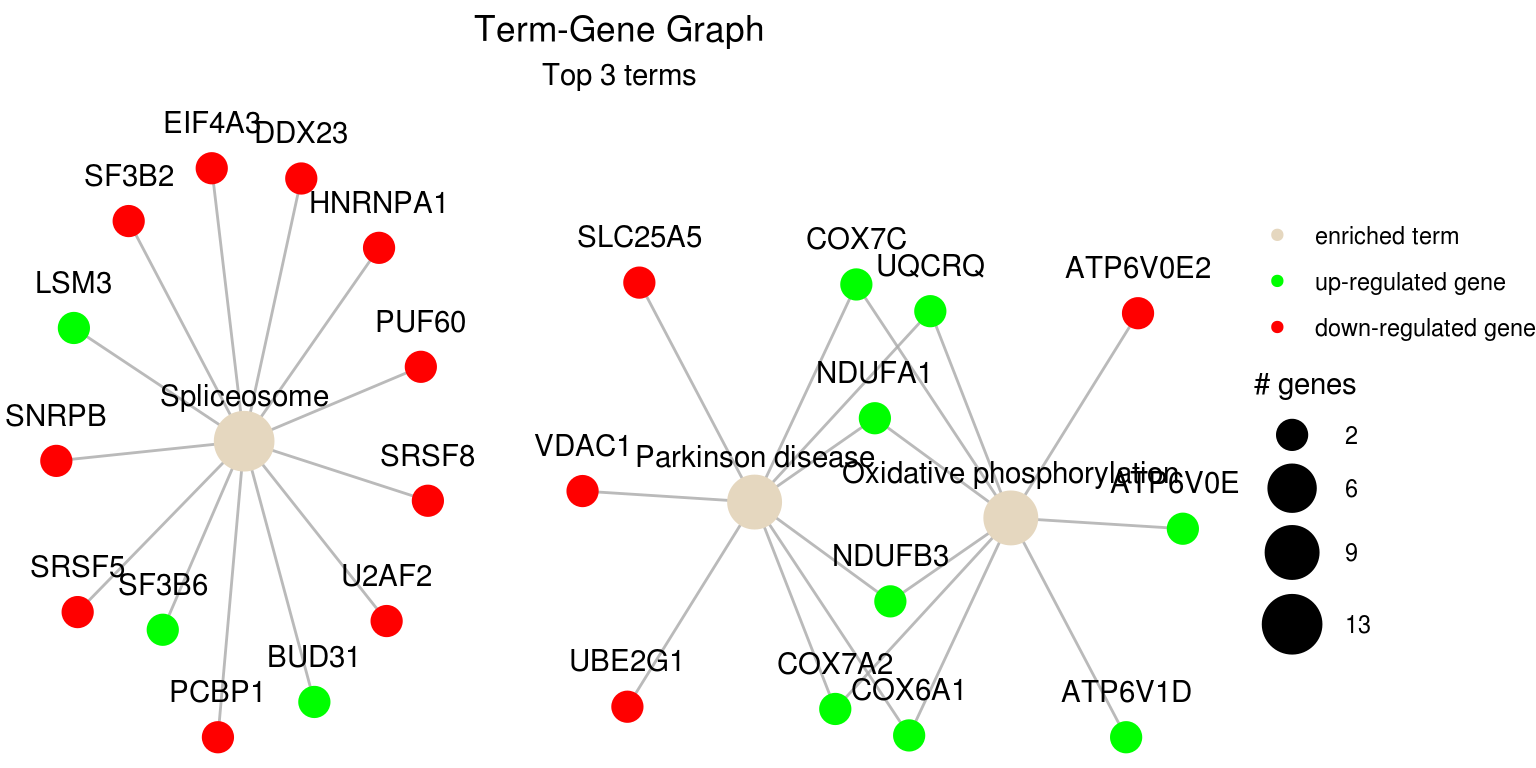 Term-Gene Graph
Top 3 terms
EIF4A3
DDX23
SF3B2
HNRNPA1
LSM3
PUF60
Spliceosome
SNRPB
SRSF8
SRSF5
SF3B6
U2AF2
BUD31
PCBP1
SLC25A5
COX7C
UQCRQ
ATP6V0E2
NDUFA1
VDAC1
Parkinson disease
Oxidative phosphorylation
ATP6V0E
NDUFB3
UBE2G1
COX7A2
COX6A1
ATP6V1D
enriched term
up-regulated gene
down-regulated gene
# genes
2
6
9
13